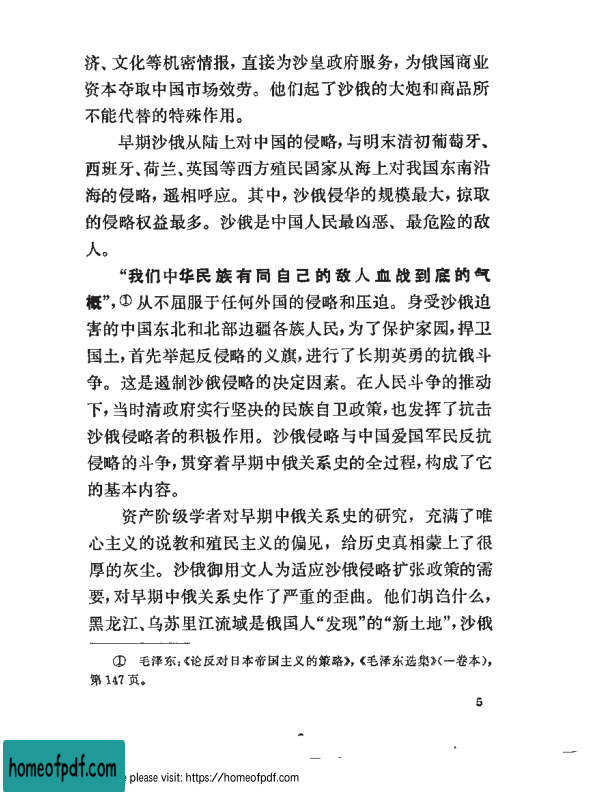 济、文化等机密情报，直接为沙皇政府服务，为俄国商业
资本夺取中国市场效劳。他们起了沙俄的大炮和商品所
不能代替的特殊作用。
早期沙俄从陆上对中国的侵略，与明末清初葡萄牙、
西班牙、荷兰、英国等西方殖民国家从海上对我国东南沿
海的侵略，遥相呼应。其中，沙俄侵华的规模最大，掠取
的侵略权益最多。沙俄是中国人民最凶恶、最危险的敌
人。
“我们中华民族有同自己的敌人血战到底的气
概”，①从不屈服于任何外国的侵略和压迫。身受沙俄迫
害的中国东北和北部边疆各族人民，为了保护家园，捍卫
国土，首先举起反侵略的义旗，进行了长期英勇的抗俄斗
争。这是遏制沙俄侵略的决定因素。在人民斗争的推动
下，当时清政府实行坚决的民族自卫政策，也发挥了抗击
沙俄侵略者的积极作用。沙俄侵略与中国爱国军民反抗
侵略的斗争，贯穿着早期中俄关系史的全过程，构成了它
的基本内容。
资产阶级学者对早期中俄关系史的研究，充满了唯
心主义的说教和殖民主义的偏见，给历史真相蒙上了很
厚的灰尘。沙俄御用文人为适应沙俄侵略扩张政策的需
要，对早期中俄关系史作了严重的歪曲。他们胡诌什么，
黑龙江、乌苏里江流域是俄国人“发现”的“新土地”，沙俄
① 毛泽东：《论反对日本帝国主义的策略》，《毛泽东选集》（一卷本），
第147页。
5
homeofpdf.com
e please visit: https://homeofpdf.com